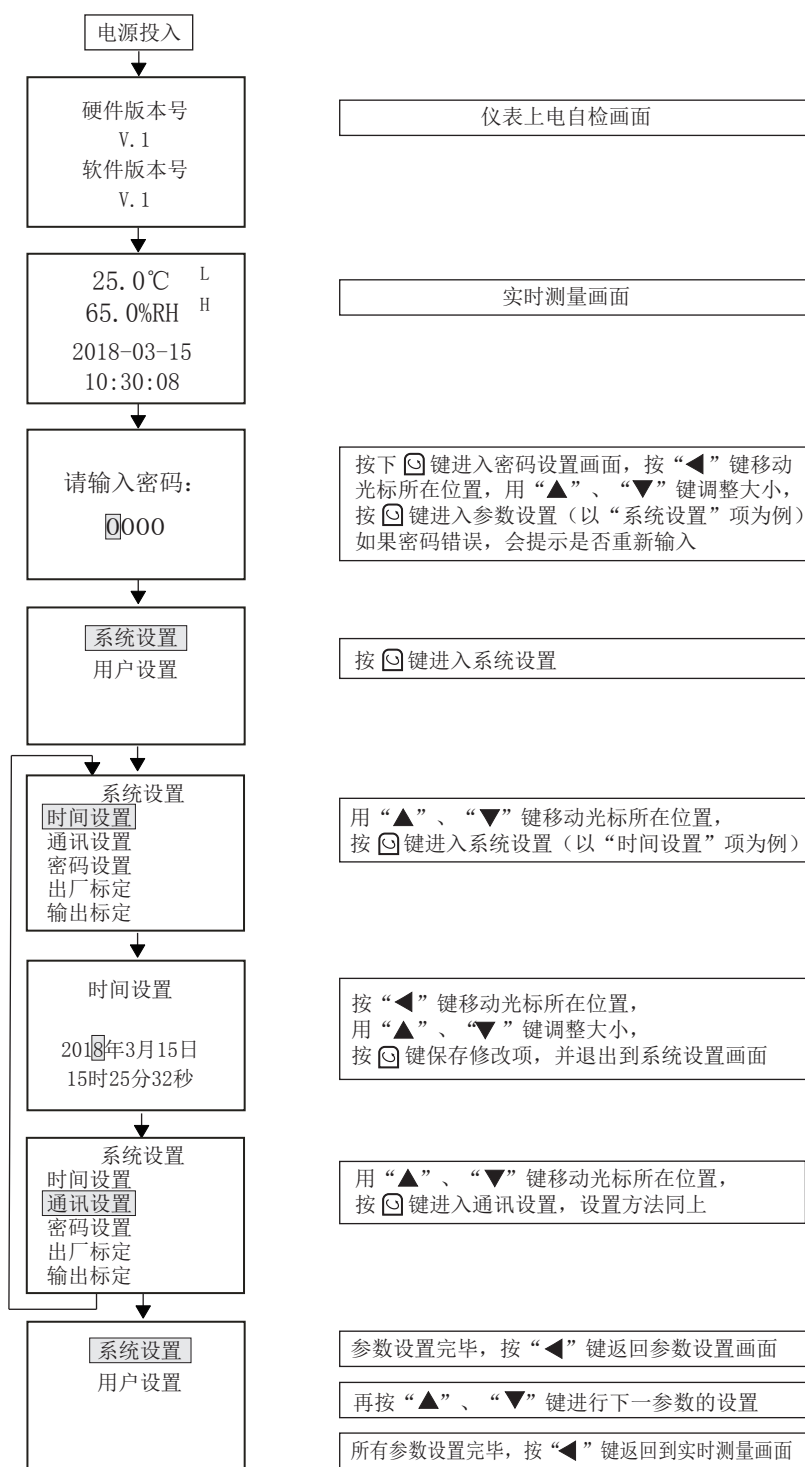 电源投入
硬件版本号
V.1
软件版本号
V.1
仪表上电自检画面
25.0℃ L
65.0%RH H
2018-03-15
10:30:08
实时测量画面
请输入密码:
0000
按下键进入密码设置画面,按“◀”键移动
光标所在位置,用“▲”、“▼”键调整大小,
按键进入参数设置(以“系统设置”项为例)
如果密码错误,会提示是否重新输入
系统设置
用户设置
按键进入系统设置
系统设置
时间设置
通讯设置
密码设置
出厂标定
输出标定
用“▲”、“▼”键移动光标所在位置,
按键进入系统设置(以“时间设置”项为例)
时间设置
2018年3月15日
15时25分32秒
按“◀”键移动光标所在位置,
用“▲”、“▼”键调整大小,
按键保存修改项,并退出到系统设置画面
系统设置
时间设置
通讯设置
密码设置
出厂标定
输出标定
用“▲”、“▼”键移动光标所在位置,
按键进入通讯设置,设置方法同上
系统设置
用户设置
参数设置完毕,按“◀”键返回参数设置画面
再按“▲”、“▼”键进行下一参数的设置
所有参数设置完毕,按“◀”键返回到实时测量画面